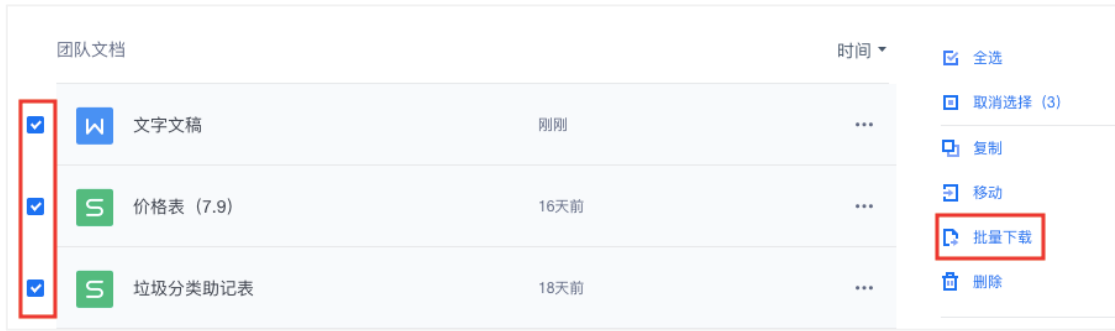 团队文档 时间
文字文稿 刚刚
价格表（7.9） 16天前
垃圾分类助记表 18天前
全选
取消选择（3）
复制
移动
批量下载
删除